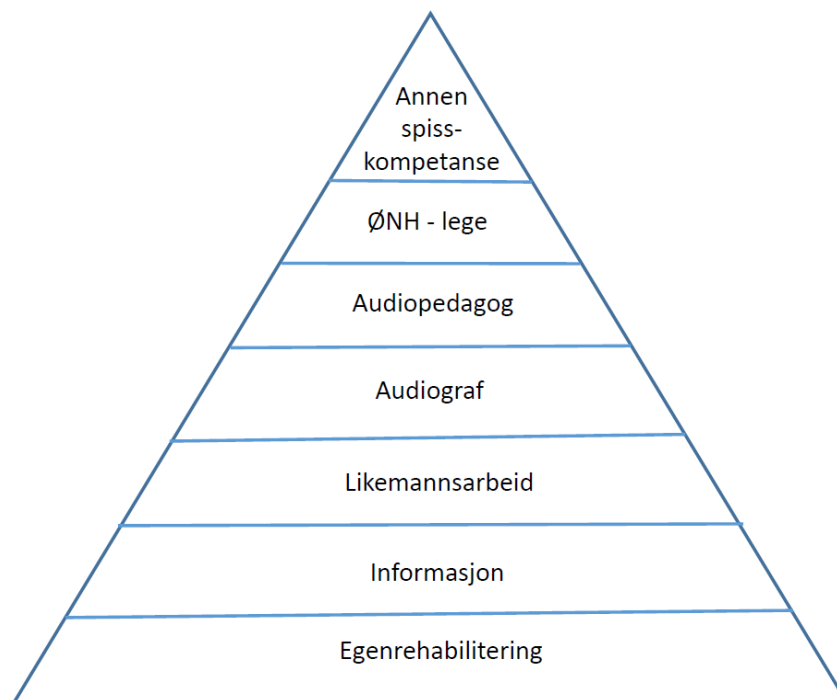 Annen
spiss-
kompetanse
ØNH - lege
Audiopedagog
Audiograf
Likemannsarbeid
Informasjon
Egenrehabilitering